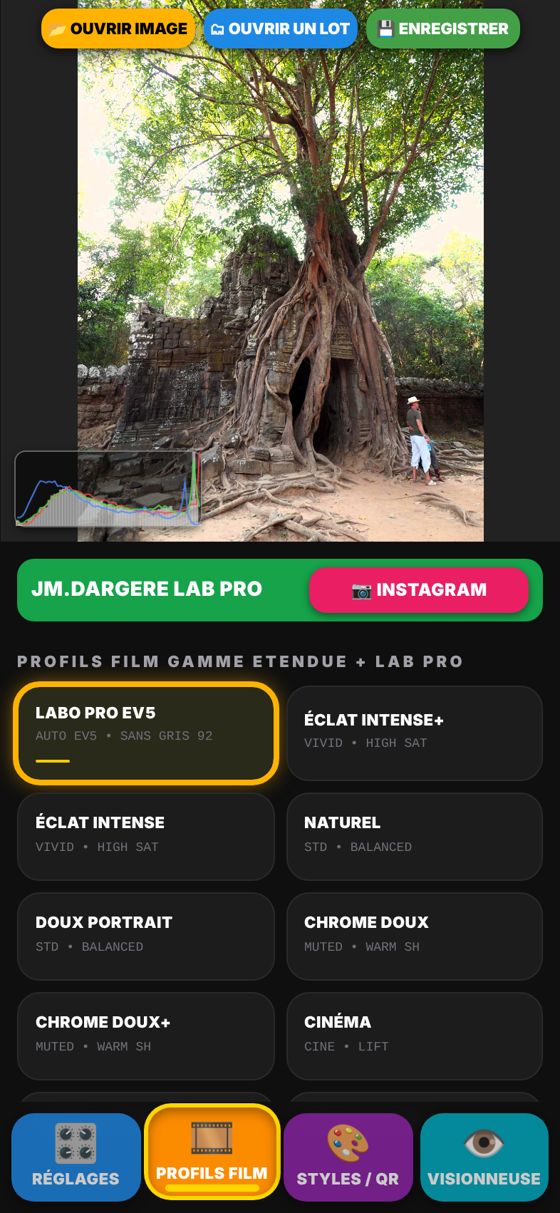 📂 OUVRIR IMAGE
🗂 OUVRIR UN LOT
💾 ENREGISTRER
JM.DARGERE LAB PRO
📷 INSTAGRAM
PROFILS FILM GAMME ETENDUE + LAB PRO
LABO PRO EV5
AUTO EV5 • SANS GRIS 92
ÉCLAT INTENSE+
VIVID • HIGH SAT
ÉCLAT INTENSE
VIVID • HIGH SAT
NATUREL
STD • BALANCED
DOUX PORTRAIT
STD • BALANCED
CHROME DOUX
MUTED • WARM SH
CHROME DOUX+
MUTED • WARM SH
CINÉMA
CINE • LIFT
RÉGLAGES
PROFILS FILM
STYLES / QR
VISIONNEUSE